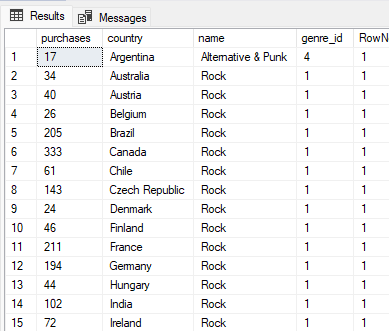 Results Messages
purchases country name genre_id RowN
1 17 Argentina Alternative & Punk 4 1
2 34 Australia Rock 1 1
3 40 Austria Rock 1 1
4 26 Belgium Rock 1 1
5 205 Brazil Rock 1 1
6 333 Canada Rock 1 1
7 61 Chile Rock 1 1
8 143 Czech Republic Rock 1 1
9 24 Denmark Rock 1 1
10 46 Finland Rock 1 1
11 211 France Rock 1 1
12 194 Germany Rock 1 1
13 44 Hungary Rock 1 1
14 102 India Rock 1 1
15 72 Ireland Rock 1 1